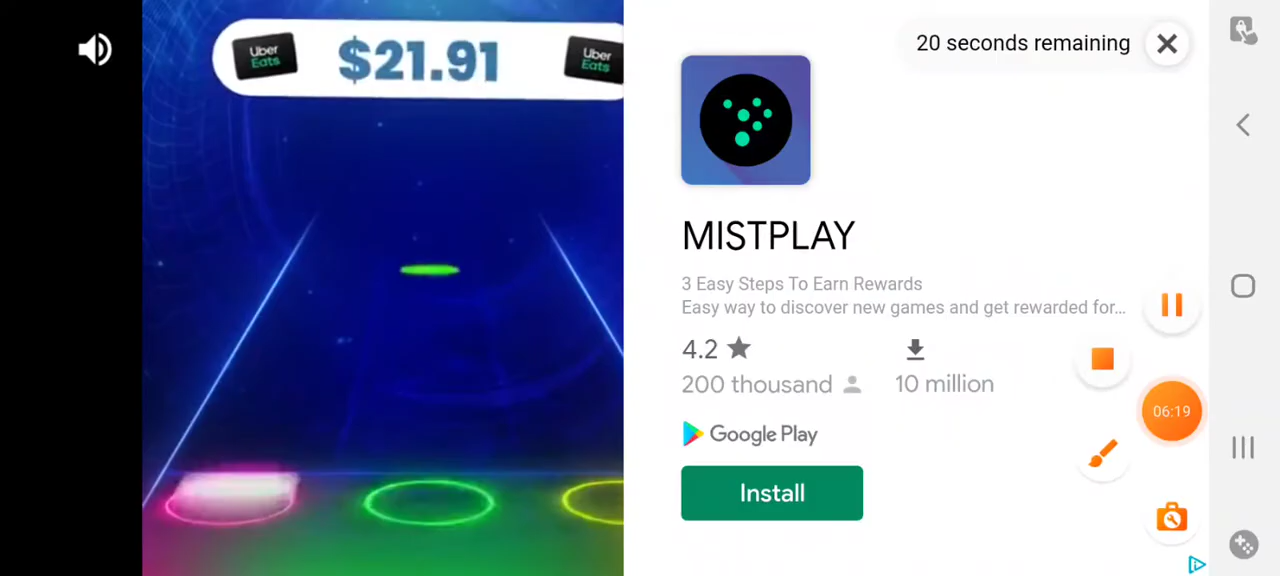 Uber
Eats
$21.91
Uber
Eats
20 seconds remaining
MISTPLAY
3 Easy Steps To Earn Rewards
Easy way to discover new games and get rewarded for...
4.2
200 thousand
10 million
Google Play
Install
06:19